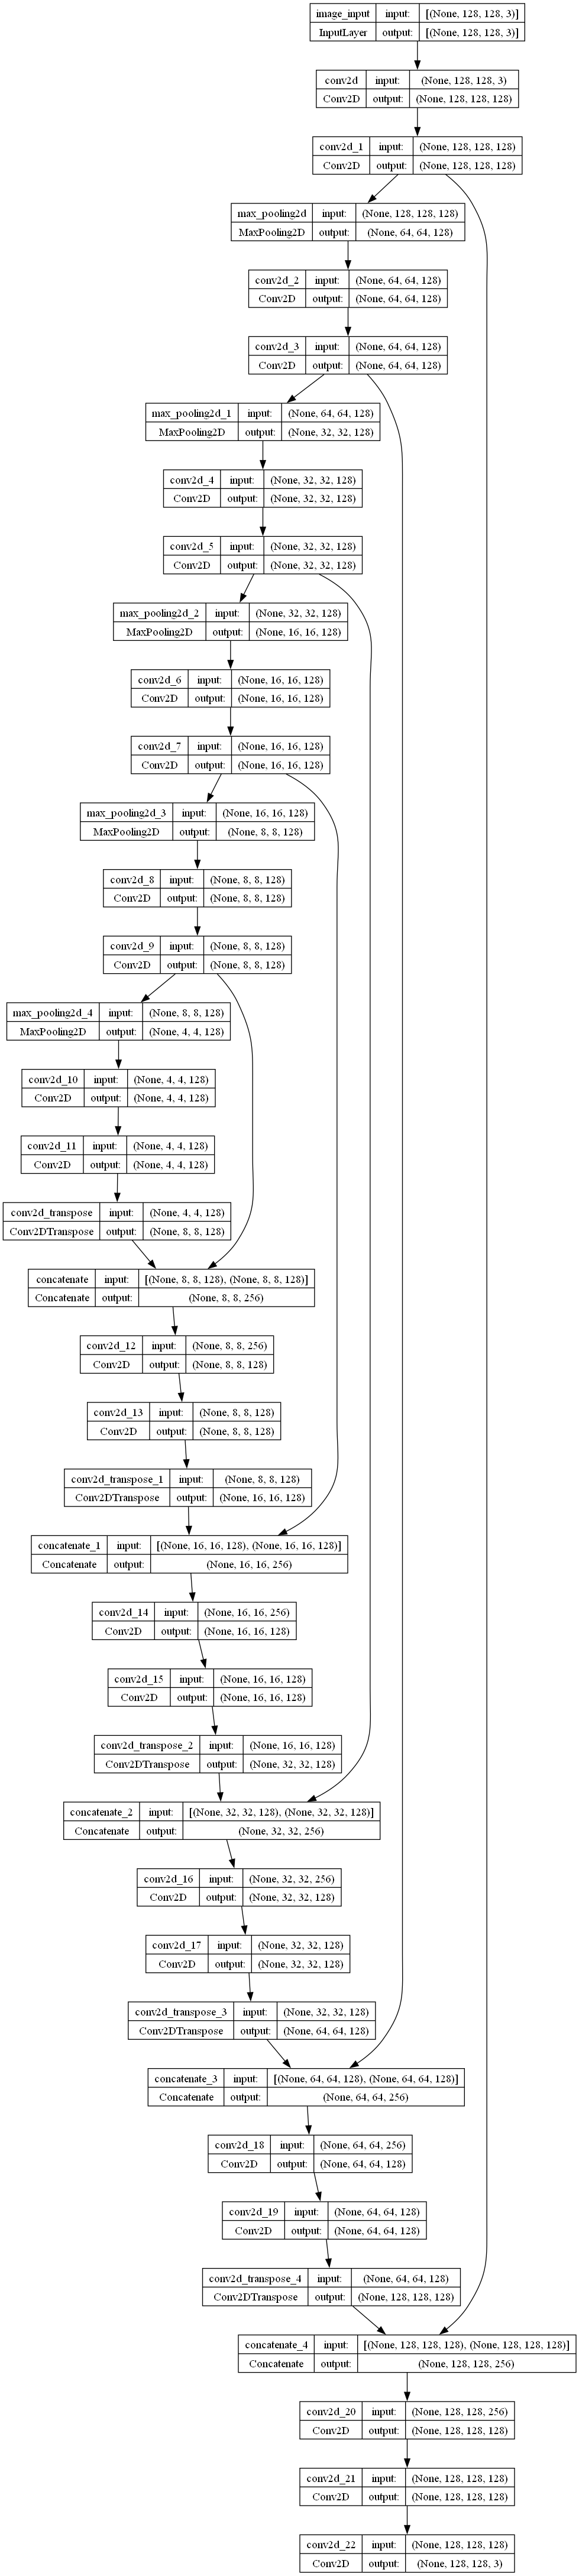 image_input input: [(None, 128, 128, 3)]
InputLayer output: [(None, 128, 128, 3)]
conv2d input: (None, 128, 128, 3)
Conv2D output: (None, 128, 128, 128)
conv2d_1 input: (None, 128, 128, 128)
Conv2D output: (None, 128, 128, 128)
max_pooling2d input: (None, 128, 128, 128)
MaxPooling2D output: (None, 64, 64, 128)
conv2d_2 input: (None, 64, 64, 128)
Conv2D output: (None, 64, 64, 128)
conv2d_3 input: (None, 64, 64, 128)
Conv2D output: (None, 64, 64, 128)
max_pooling2d_1 input: (None, 64, 64, 128)
MaxPooling2D output: (None, 32, 32, 128)
conv2d_4 input: (None, 32, 32, 128)
Conv2D output: (None, 32, 32, 128)
conv2d_5 input: (None, 32, 32, 128)
Conv2D output: (None, 32, 32, 128)
max_pooling2d_2 input: (None, 32, 32, 128)
MaxPooling2D output: (None, 16, 16, 128)
conv2d_6 input: (None, 16, 16, 128)
Conv2D output: (None, 16, 16, 128)
conv2d_7 input: (None, 16, 16, 128)
Conv2D output: (None, 16, 16, 128)
max_pooling2d_3 input: (None, 16, 16, 128)
MaxPooling2D output: (None, 8, 8, 128)
conv2d_8 input: (None, 8, 8, 128)
Conv2D output: (None, 8, 8, 128)
conv2d_9 input: (None, 8, 8, 128)
Conv2D output: (None, 8, 8, 128)
max_pooling2d_4 input: (None, 8, 8, 128)
MaxPooling2D output: (None, 4, 4, 128)
conv2d_10 input: (None, 4, 4, 128)
Conv2D output: (None, 4, 4, 128)
conv2d_11 input: (None, 4, 4, 128)
Conv2D output: (None, 4, 4, 128)
conv2d_transpose input: (None, 4, 4, 128)
Conv2DTranspose output: (None, 8, 8, 128)
concatenate input: [(None, 8, 8, 128), (None, 8, 8, 128)]
Concatenate output: (None, 8, 8, 256)
conv2d_12 input: (None, 8, 8, 256)
Conv2D output: (None, 8, 8, 128)
conv2d_13 input: (None, 8, 8, 128)
Conv2D output: (None, 8, 8, 128)
conv2d_transpose_1 input: (None, 8, 8, 128)
Conv2DTranspose output: (None, 16, 16, 128)
concatenate_1 input: [(None, 16, 16, 128), (None, 16, 16, 128)]
Concatenate output: (None, 16, 16, 256)
conv2d_14 input: (None, 16, 16, 256)
Conv2D output: (None, 16, 16, 128)
conv2d_15 input: (None, 16, 16, 128)
Conv2D output: (None, 16, 16, 128)
conv2d_transpose_2 input: (None, 16, 16, 128)
Conv2DTranspose output: (None, 32, 32, 128)
concatenate_2 input: [(None, 32, 32, 128), (None, 32, 32, 128)]
Concatenate output: (None, 32, 32, 256)
conv2d_16 input: (None, 32, 32, 256)
Conv2D output: (None, 32, 32, 128)
conv2d_17 input: (None, 32, 32, 128)
Conv2D output: (None, 32, 32, 128)
conv2d_transpose_3 input: (None, 32, 32, 128)
Conv2DTranspose output: (None, 64, 64, 128)
concatenate_3 input: [(None, 64, 64, 128), (None, 64, 64, 128)]
Concatenate output: (None, 64, 64, 256)
conv2d_18 input: (None, 64, 64, 256)
Conv2D output: (None, 64, 64, 128)
conv2d_19 input: (None, 64, 64, 128)
Conv2D output: (None, 64, 64, 128)
conv2d_transpose_4 input: (None, 64, 64, 128)
Conv2DTranspose output: (None, 128, 128, 128)
concatenate_4 input: [(None, 128, 128, 128), (None, 128, 128, 128)]
Concatenate output: (None, 128, 128, 256)
conv2d_20 input: (None, 128, 128, 256)
Conv2D output: (None, 128, 128, 128)
conv2d_21 input: (None, 128, 128, 128)
Conv2D output: (None, 128, 128, 128)
conv2d_22 input: (None, 128, 128, 128)
Conv2D output: (None, 128, 128, 3)